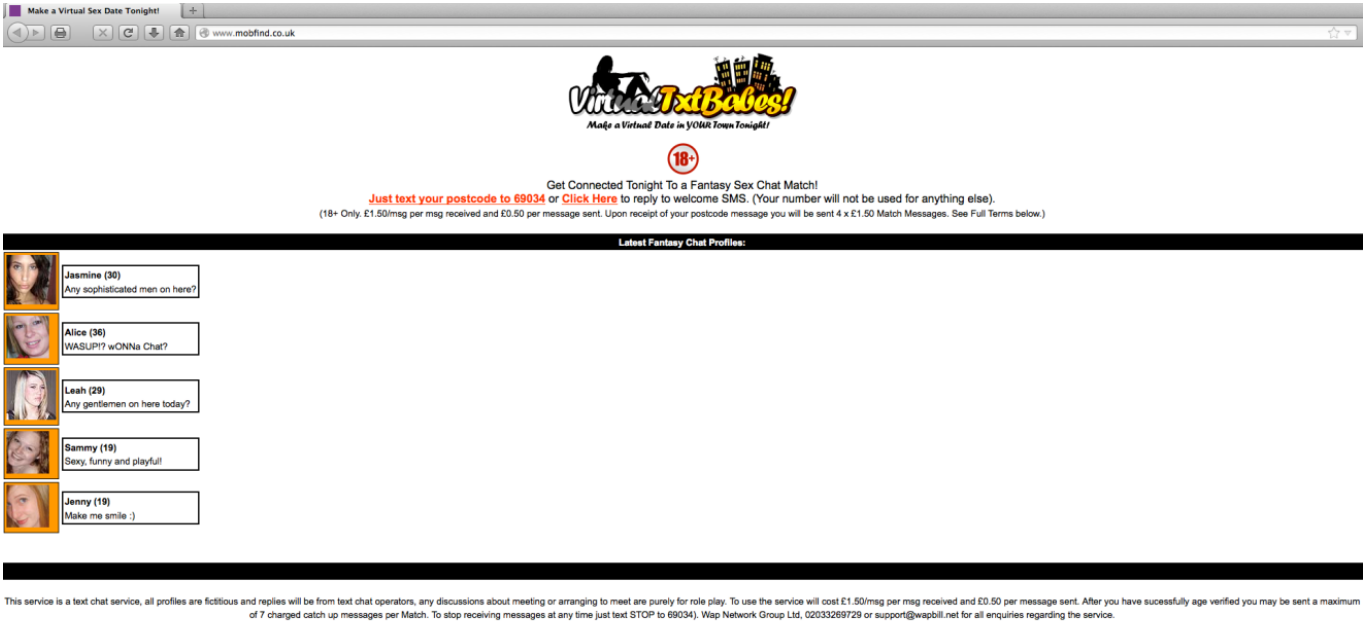 Make a Virtual Sex Date Tonight!
www.mobfind.co.uk
VirtualTxtBabes!
Make a Virtual Date in YOUR Town Tonight!
18+
Get Connected Tonight To a Fantasy Sex Chat Match!
Just text your postcode to 69034 or Click Here to reply to welcome SMS. (Your number will not be used for anything else).
(18+ Only. £1.50/msg per msg received and £0.50 per message sent. Upon receipt of your postcode message you will be sent 4 x £1.50 Match Messages. See Full Terms below.)
Latest Fantasy Chat Profiles:
Jasmine (30)
Any sophisticated men on here?
Alice (36)
WASUP!? wONNa Chat?
Leah (29)
Any gentlemen on here today?
Sammy (19)
Sexy, funny and playful!
Jenny (19)
Make me smile :)
This service is a text chat service, all profiles are fictitious and replies will be from text chat operators, any discussions about meeting or arranging to meet are purely for role play. To use the service will cost £1.50/msg per msg received and £0.50 per message sent. After you have sucessfully age verified you may be sent a maximum
of 7 charged catch up messages per Match. To stop receiving messages at any time just text STOP to 69034). Wap Network Group Ltd, 02033269729 or support@wapbill.net for all enquiries regarding the service.